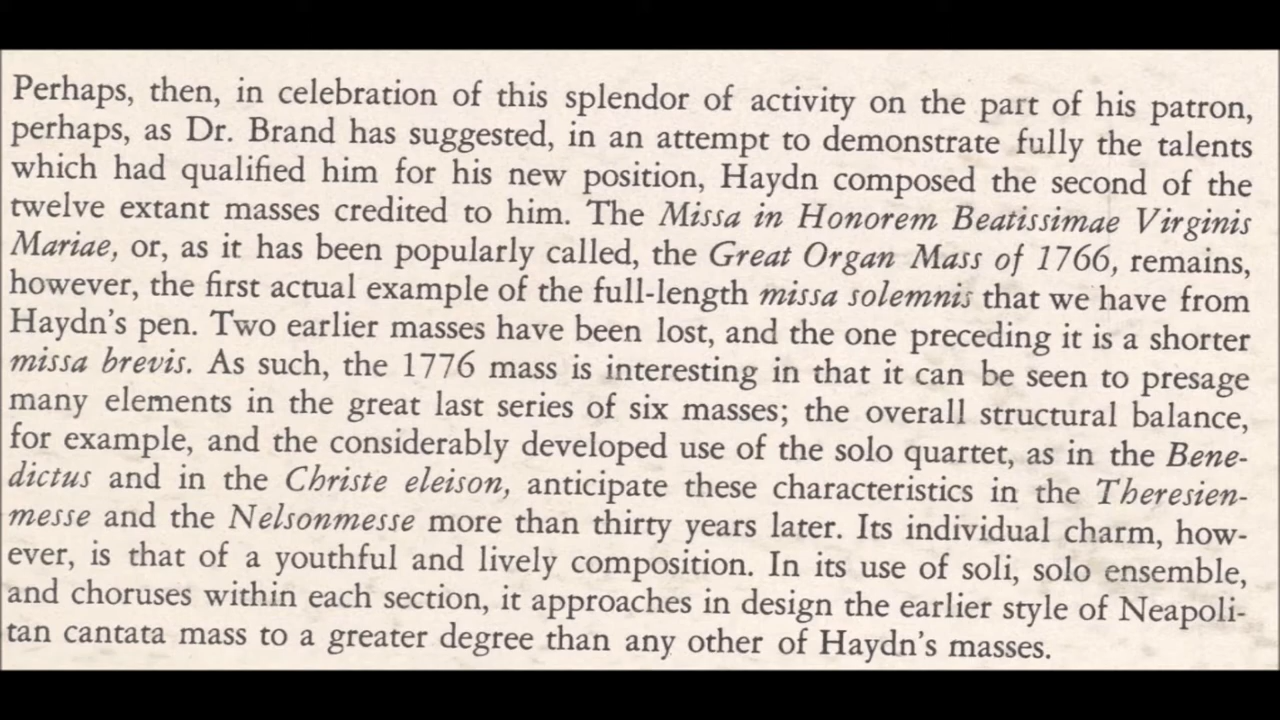 Perhaps, then, in celebration of this splendor of activity on the part of his patron,
perhaps, as Dr. Brand has suggested, in an attempt to demonstrate fully the talents
which had qualified him for his new position, Haydn composed the second of the
twelve extant masses credited to him. The Missa in Honorem Beatissimae Virginis
Mariae, or, as it has been popularly called, the Great Organ Mass of 1766, remains,
however, the first actual example of the full-length missa solemnis that we have from
Haydn's pen. Two earlier masses have been lost, and the one preceding it is a shorter
missa brevis. As such, the 1776 mass is interesting in that it can be seen to presage
many elements in the great last series of six masses; the overall structural balance,
for example, and the considerably developed use of the solo quartet, as in the Bene-
dictus and in the Christe eleison, anticipate these characteristics in the Theresien-
messe and the Nelsonmesse more than thirty years later. Its individual charm, how-
ever, is that of a youthful and lively composition. In its use of soli, solo ensemble,
and choruses within each section, it approaches in design the earlier style of Neapoli-
tan cantata mass to a greater degree than any other of Haydn's masses.